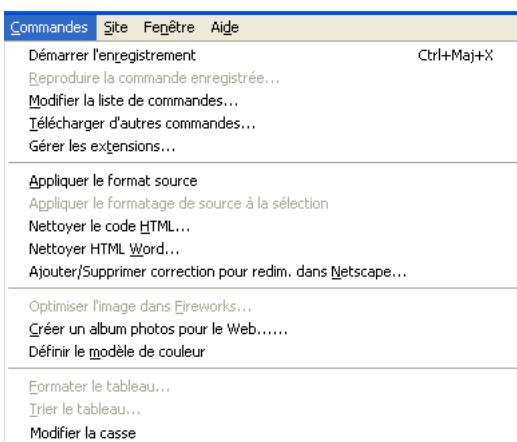 Commandes Site Fenêtre Aide
Démarrer l'enregistrement Ctrl+Maj+X
Reproduire la commande enregistrée...
Modifier la liste de commandes...
Télécharger d'autres commandes...
Gérer les extensions...
Appliquer le format source
Appliquer le formatage de source à la sélection
Nettoyer le code HTML...
Nettoyer HTML Word...
Ajouter/Supprimer correction pour redim. dans Netscape...
Optimiser l'image dans Fireworks...
Créer un album photos pour le Web......
Définir le modèle de couleur
Formater le tableau...
Trier le tableau...
Modifier la casse